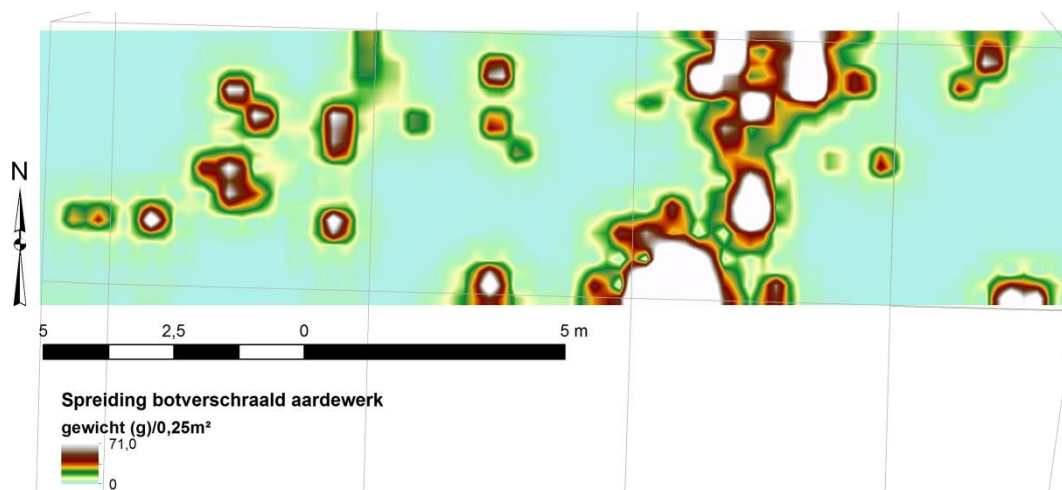 N
5 2,5 0 5 m
Spreiding botverschraald aardewerk
gewicht (g)/0,25m²
71,0
0